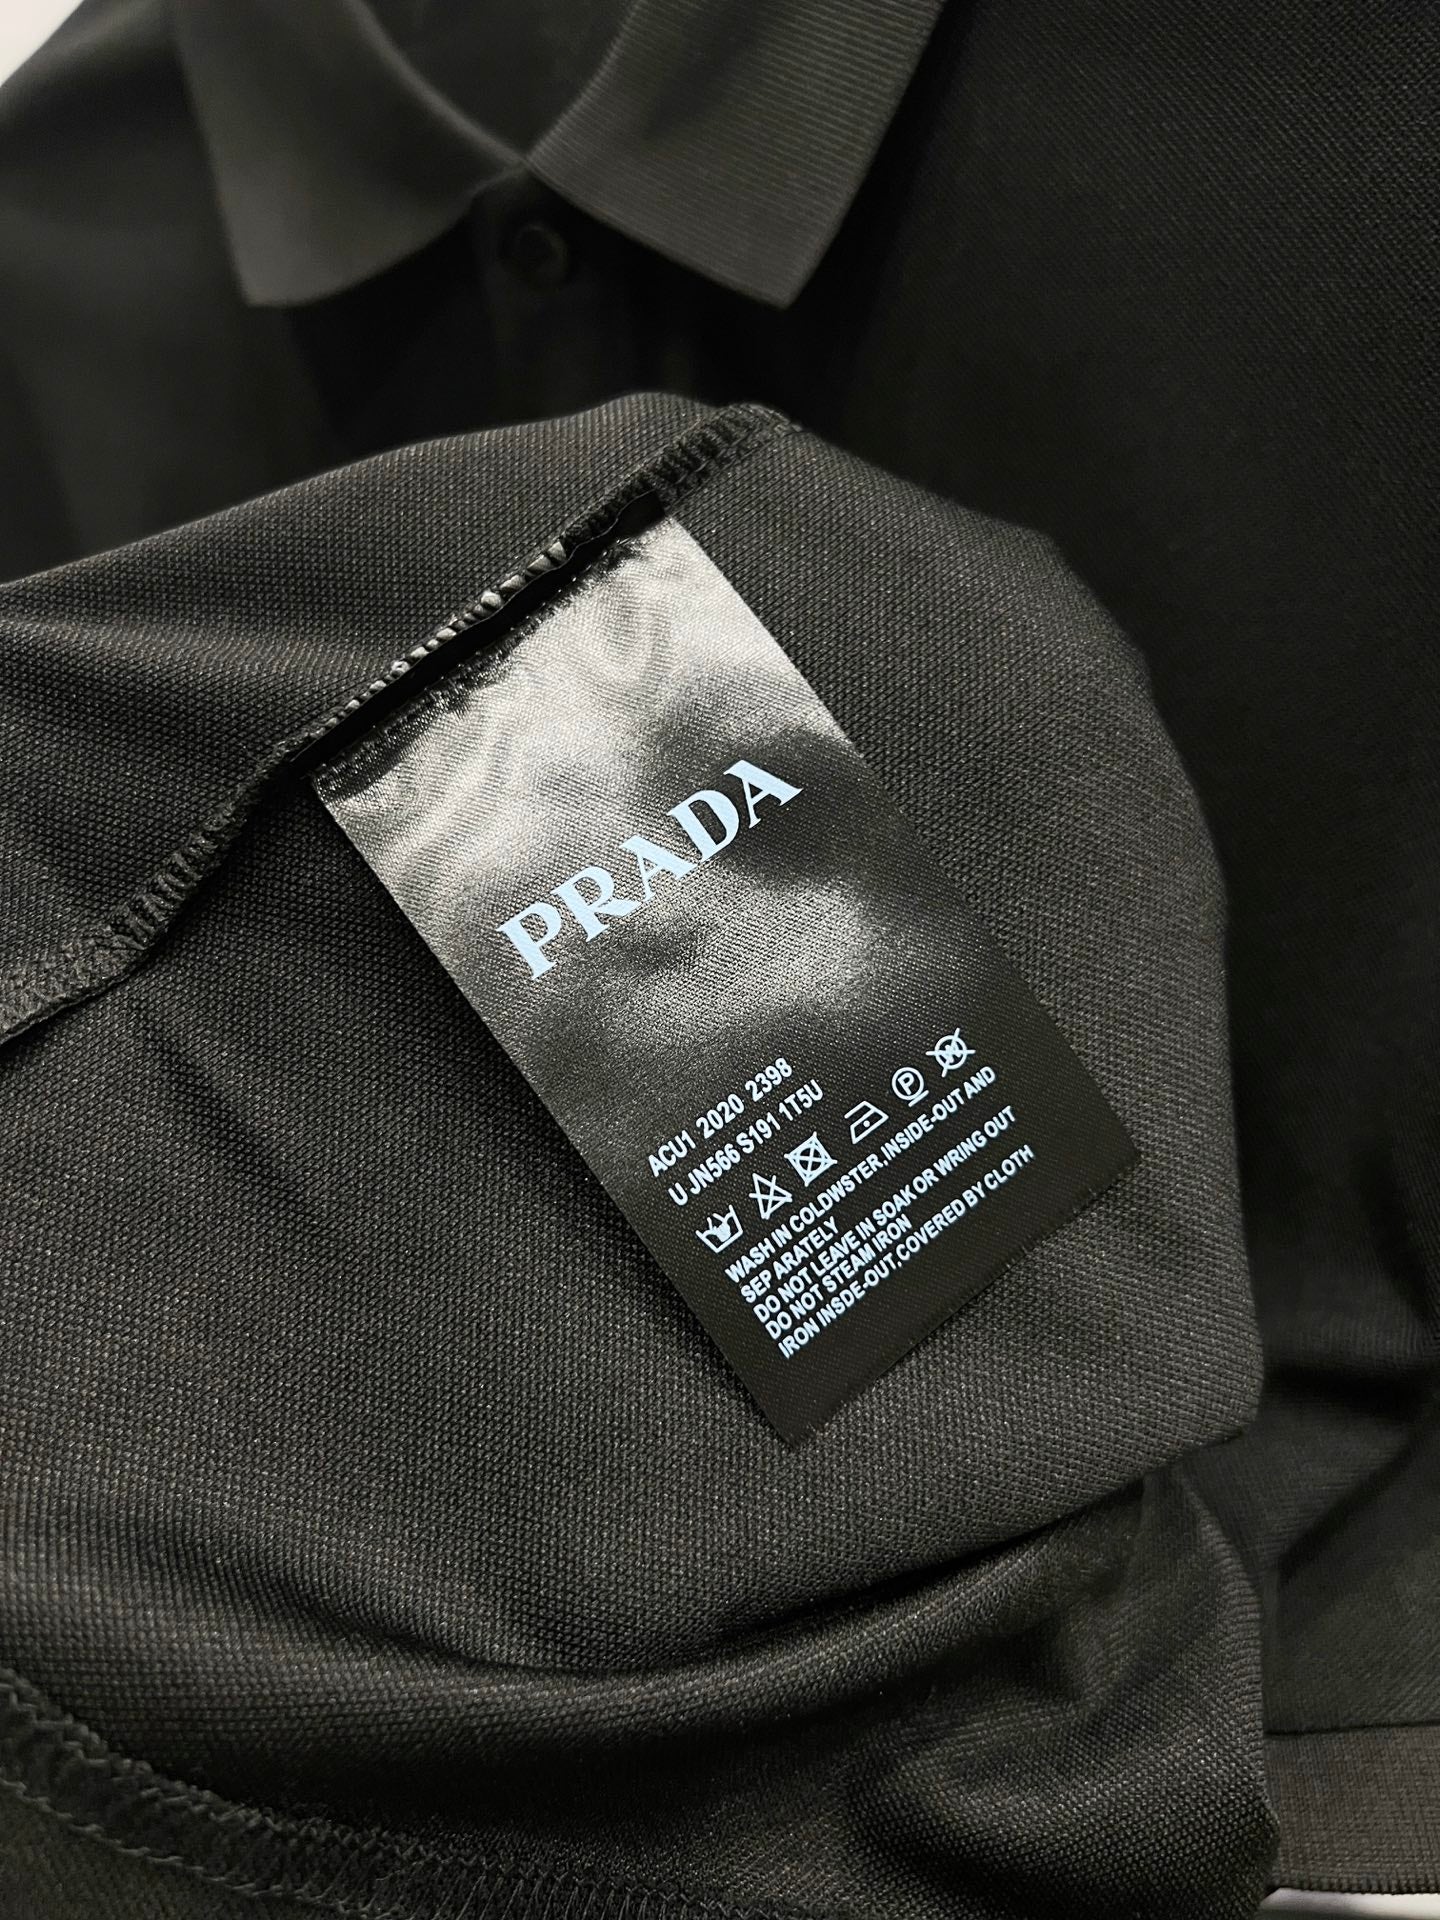 PRADA
ACU1 2020 2398
U JN566 S191 1T5U
P
WASH IN COLDWSTER,INSIDE-OUT AND
SEP ARATELY
DO NOT LEAVE IN SOAK OR WRING OUT
DO NOT STEAM IRON
IRON INSDE-OUT,COVERED BY CLOTH